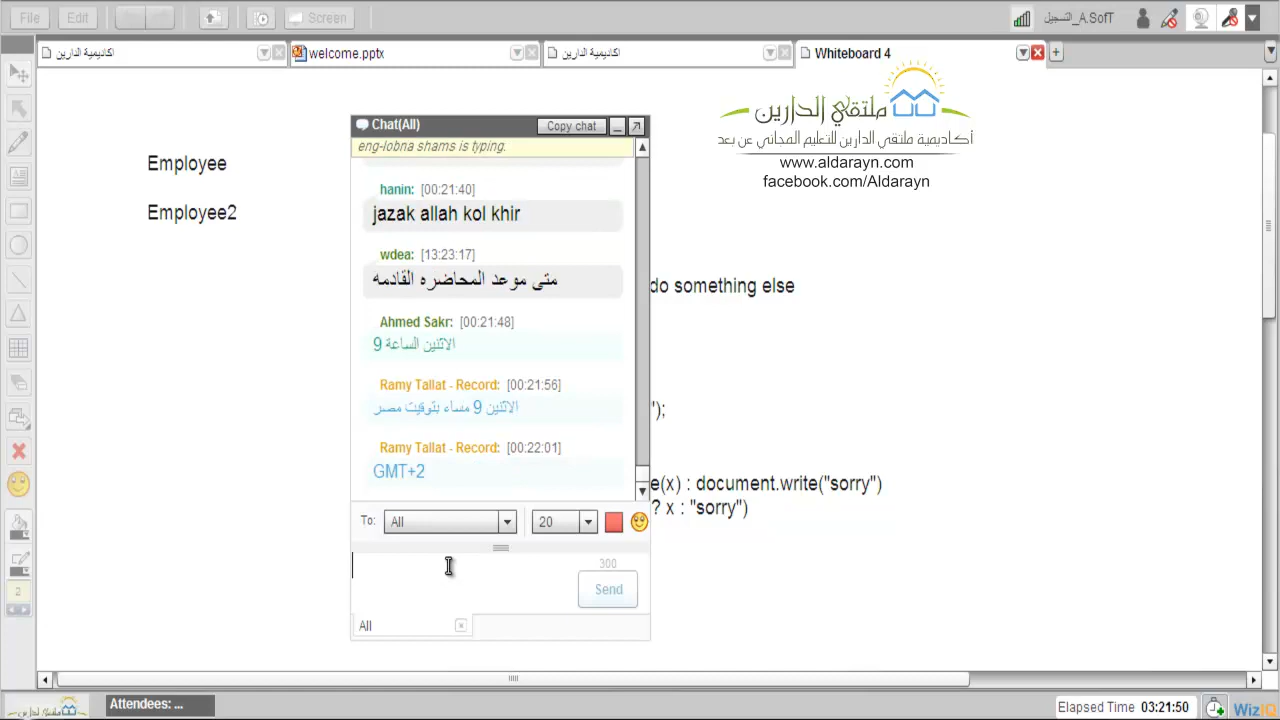 File
Edit
Screen
التسجيل_A.SofT
اكاديمية الدارين
welcome.pptx
اكاديمية الدارين
Whiteboard 4
ملتقي الدارين
أكاديمية ملتقي الدارين للتعليم المجاني عن بعد
www.aldarayn.com
facebook.com/Aldarayn
Employee
Employee2
Chat(All)
Copy chat
eng-lobna shams is typing.
hanin: [00:21:40]
jazak allah kol khir
wdea: [13:23:17]
متى موعد المحاضره القادمه
Ahmed Sakr: [00:21:48]
الاثنين الساعة 9
Ramy Tallat - Record: [00:21:56]
الاثنين 9 مساء بتوقيت مصر
Ramy Tallat - Record: [00:22:01]
GMT+2
do something else
");
e(x) : document.write("sorry")
? x : "sorry")
To:
All
20
300
Send
All
2
Attendees: ...
Elapsed Time 03:21:50
WizIQ